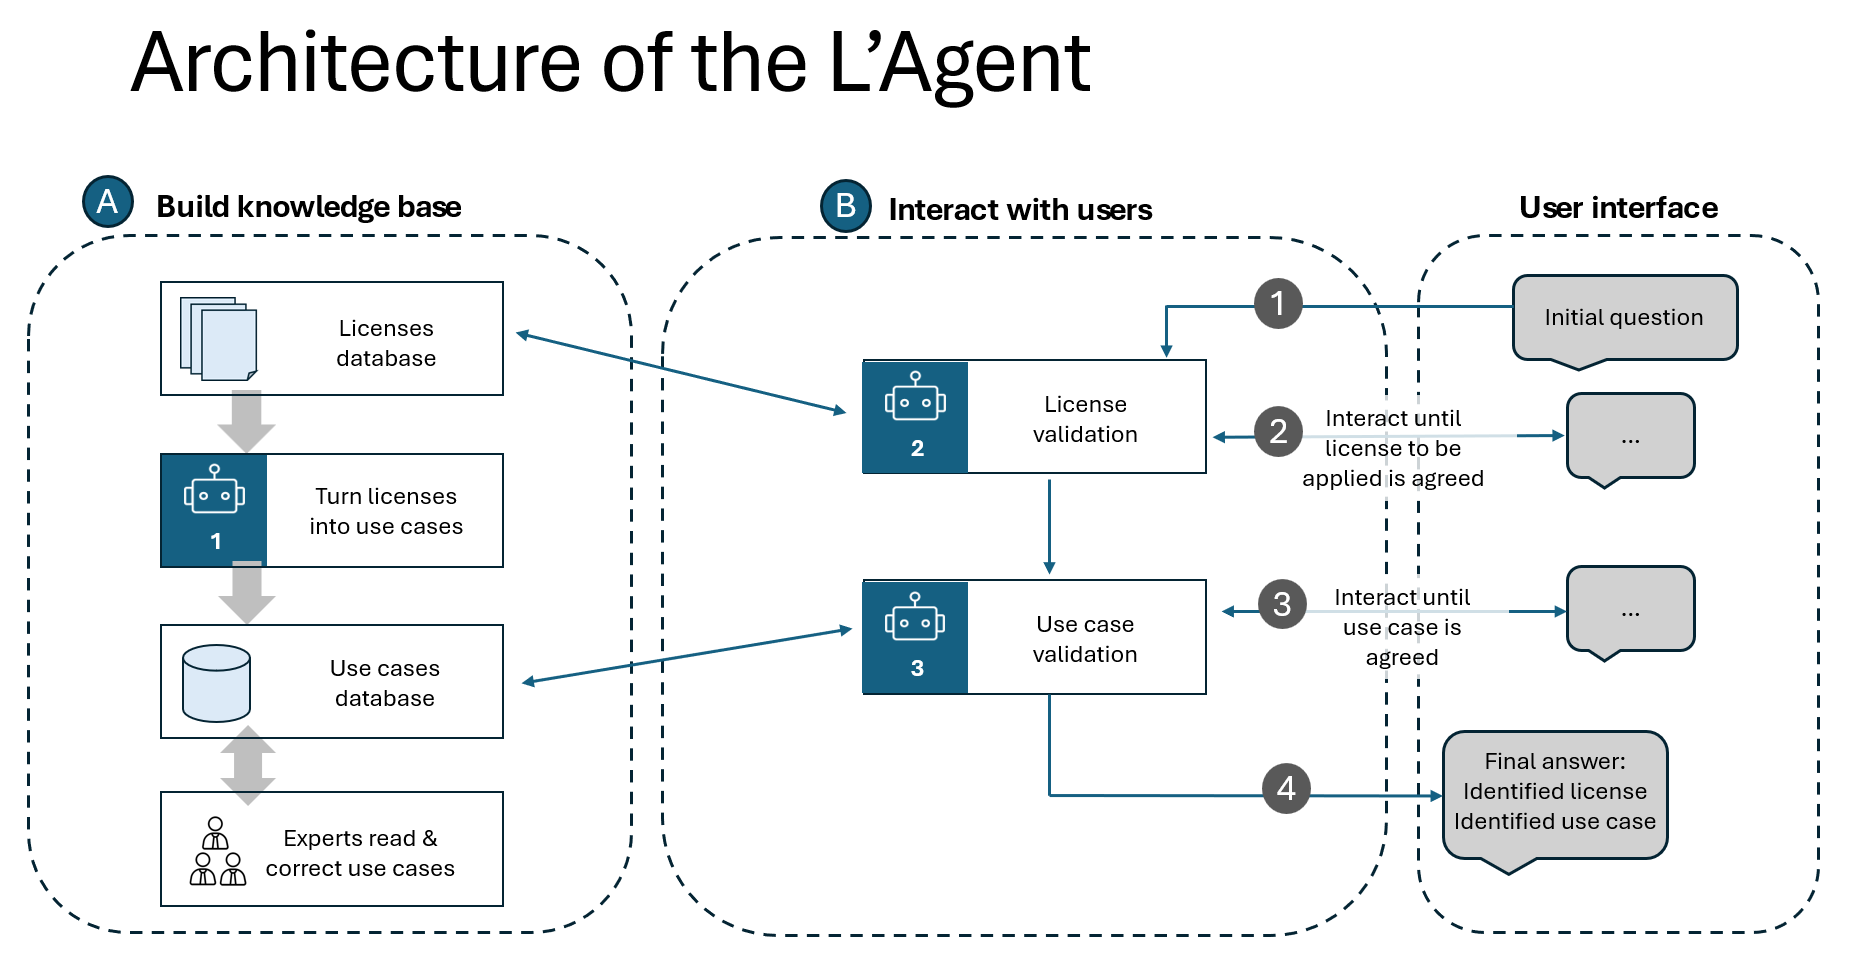 Architecture of the L’Agent
A
Build knowledge base
Licenses
database
1
Turn licenses
into use cases
Use cases
database
Experts read &
correct use cases
B
Interact with users
2
License
validation
3
Use case
validation
User interface
1
Initial question
2
Interact until
license to be
applied is agreed
...
3
Interact until
use case is
agreed
...
4
Final answer:
Identified license
Identified use case